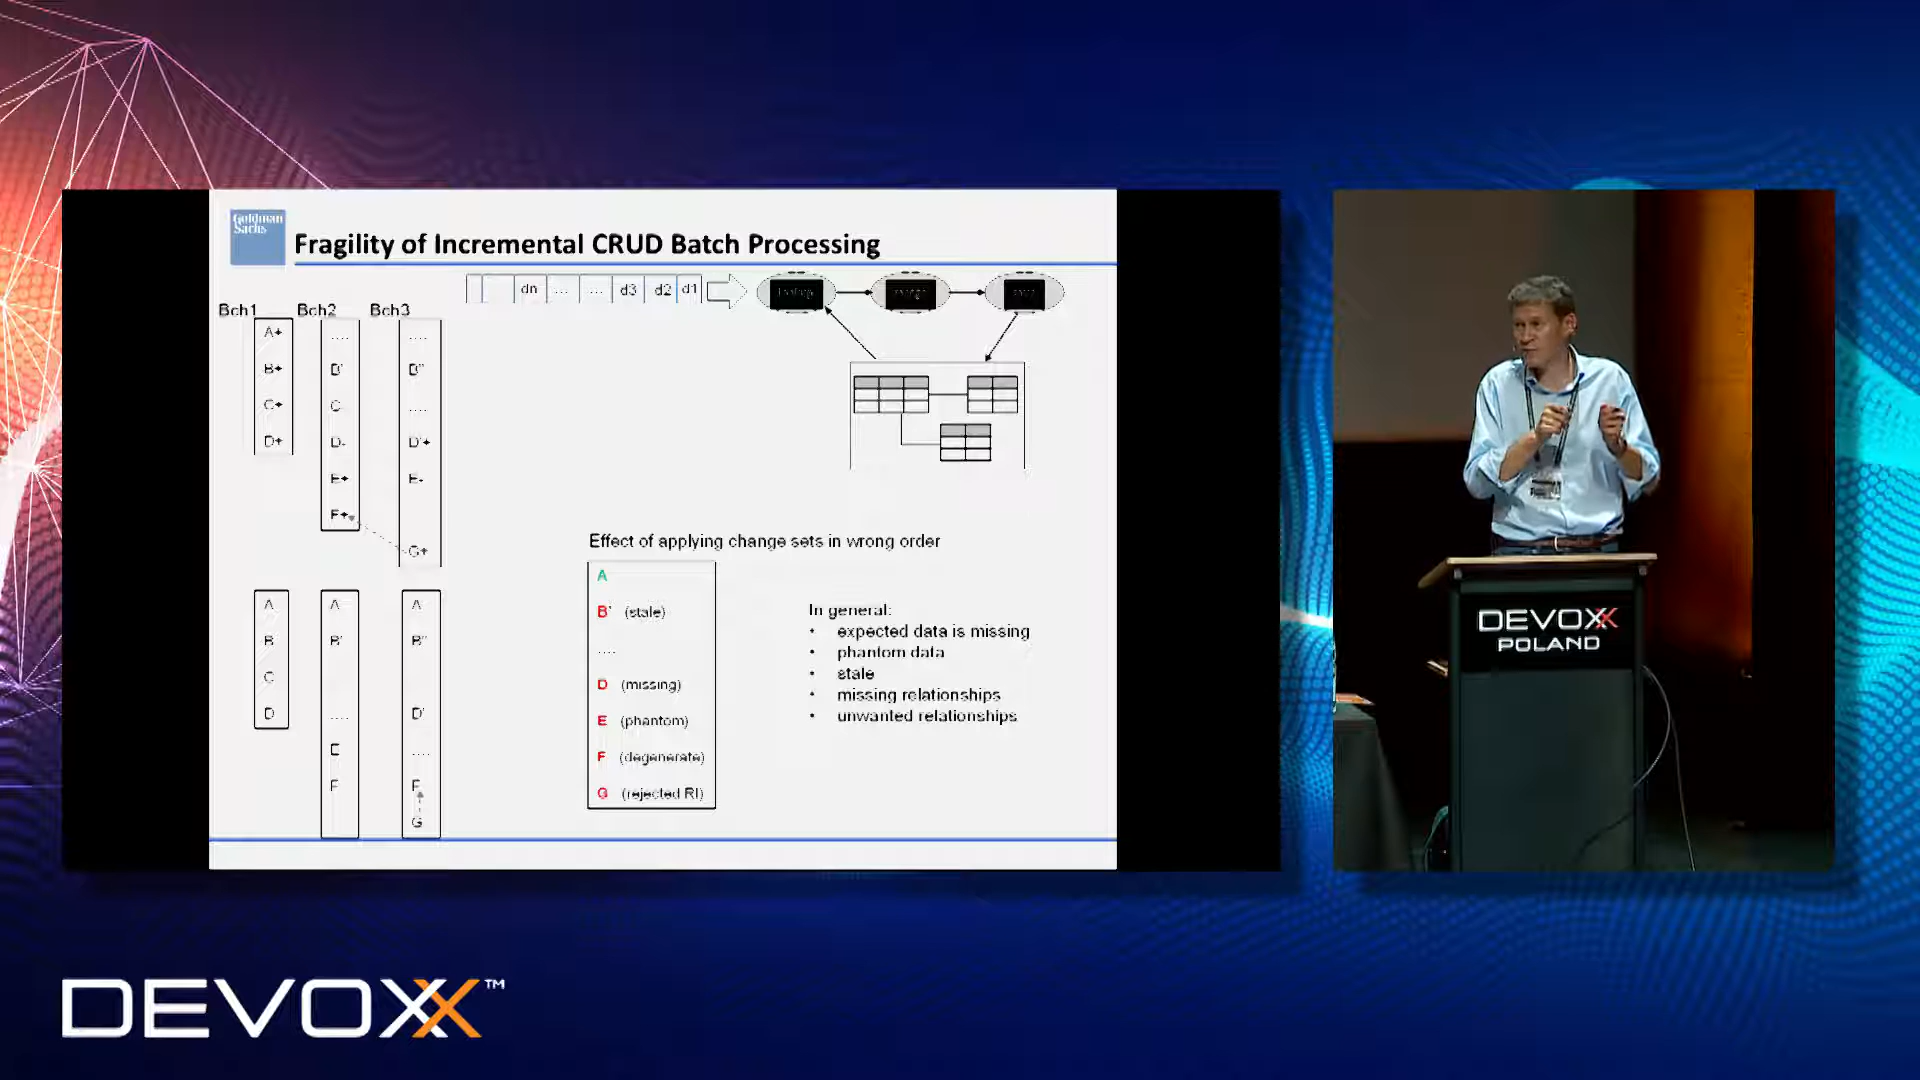 Goldman
Sachs
Fragility of Incremental CRUD Batch Processing
dn ... ... d3 d2 d1
Bch1 Bch2 Bch3
A+ .... ....
B+ B' B"
C+ C ....
D+ D- D'+
E+ E-
F+
G+
Effect of applying change sets in wrong order
A
B' (stale)
....
D (missing)
E (phantom)
F (degenerate)
G (rejected RI)
In general:
• expected data is missing
• phantom data
• stale
• missing relationships
• unwanted relationships
A A A
B B' B"
C
D .... D'
E ....
F F
G
DEVOXX
POLAND
DEVOXX™